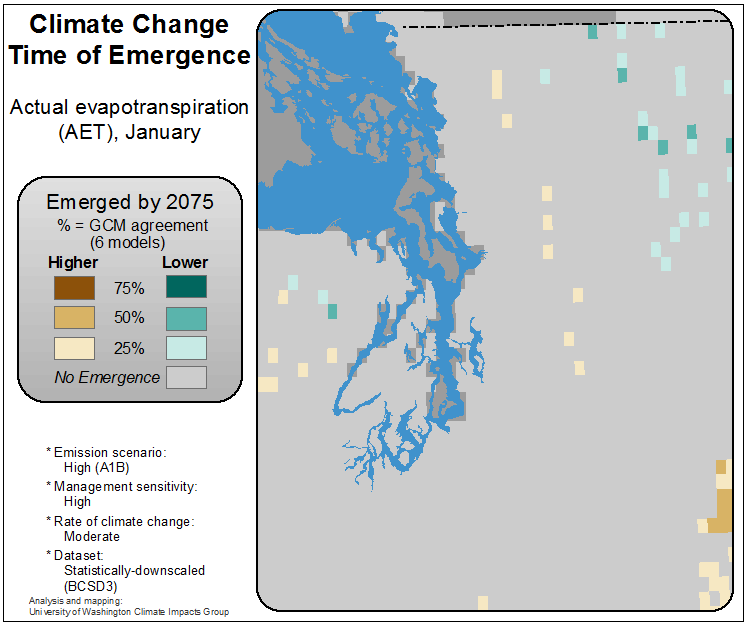 Climate Change
Time of Emergence
Actual evapotranspiration
(AET), January
Emerged by 2075
% = GCM agreement
(6 models)
Higher Lower
75%
50%
25%
No Emergence
* Emission scenario:
High (A1B)
* Management sensitivity:
High
* Rate of climate change:
Moderate
* Dataset:
Statistically-downscaled
(BCSD3)
Analysis and mapping:
University of Washington Climate Impacts Group